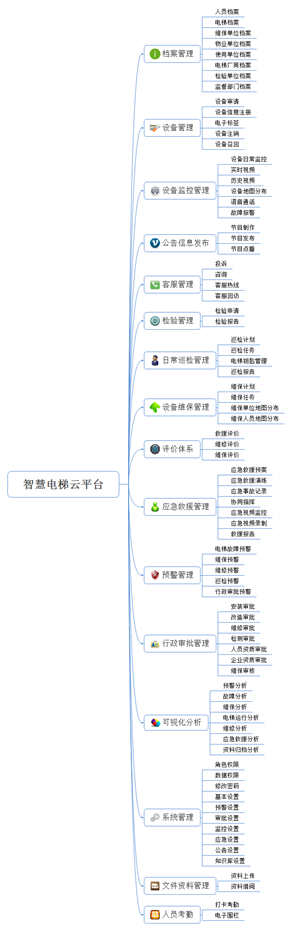 智慧电梯云平台
档案管理
人员档案
电梯档案
维保单位档案
物业单位档案
使用单位档案
电梯厂商档案
检验单位档案
监督部门档案
设备管理
设备申请
设备信息注册
电子标签
设备注销
设备召回
设备监控管理
设备日常监控
实时视频
历史视频
设备地图分布
语音通话
故障报警
公告信息发布
节目制作
节目发布
节目点播
客服管理
投诉
咨询
客服热线
客服回访
检验管理
检验申请
检验报告
日常巡检管理
巡检计划
巡检任务
电梯钥匙管理
巡检报告
设备维保管理
维保计划
维保任务
维保单位地图分布
维保人员地图分布
评价体系
救援评价
维修评价
维保评价
应急救援管理
应急救援预案
应急救援演练
应急事故记录
协同指挥
应急视频监控
应急视频录制
救援报告
预警管理
电梯故障预警
维保预警
维修预警
巡检预警
行政审批预警
行政审批管理
安装审批
改造审批
维修审批
检测审批
人员资质审批
企业资质审批
维保审核
可视化分析
预警分析
故障分析
维保分析
电梯运行分析
维修分析
应急救援分析
资料归档分析
系统管理
角色权限
数据权限
修改密码
基本设置
预警设置
审批设置
监控设置
应急设置
公告设置
知识库设置
文件资料管理
资料上传
资料借阅
人员考勤
打卡考勤
电子围栏